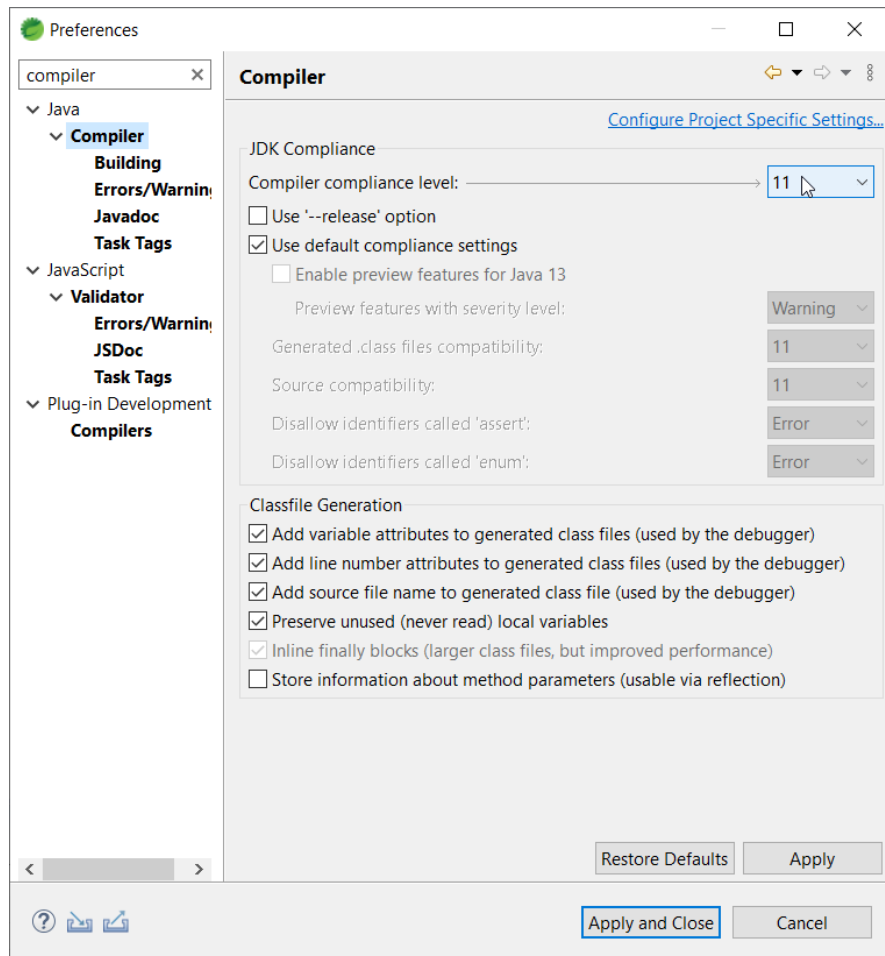 Preferences
compiler
Java
Compiler
Building
Errors/Warnin
Javadoc
Task Tags
JavaScript
Validator
Errors/Warnin
JSDoc
Task Tags
Plug-in Development
Compilers
Compiler
Configure Project Specific Settings...
JDK Compliance
Compiler compliance level: 11
Use '--release' option
Use default compliance settings
Enable preview features for Java 13
Preview features with severity level: Warning
Generated .class files compatibility: 11
Source compatibility: 11
Disallow identifiers called 'assert': Error
Disallow identifiers called 'enum': Error
Classfile Generation
Add variable attributes to generated class files (used by the debugger)
Add line number attributes to generated class files (used by the debugger)
Add source file name to generated class file (used by the debugger)
Preserve unused (never read) local variables
Inline finally blocks (larger class files, but improved performance)
Store information about method parameters (usable via reflection)
Restore Defaults Apply
? Apply and Close Cancel